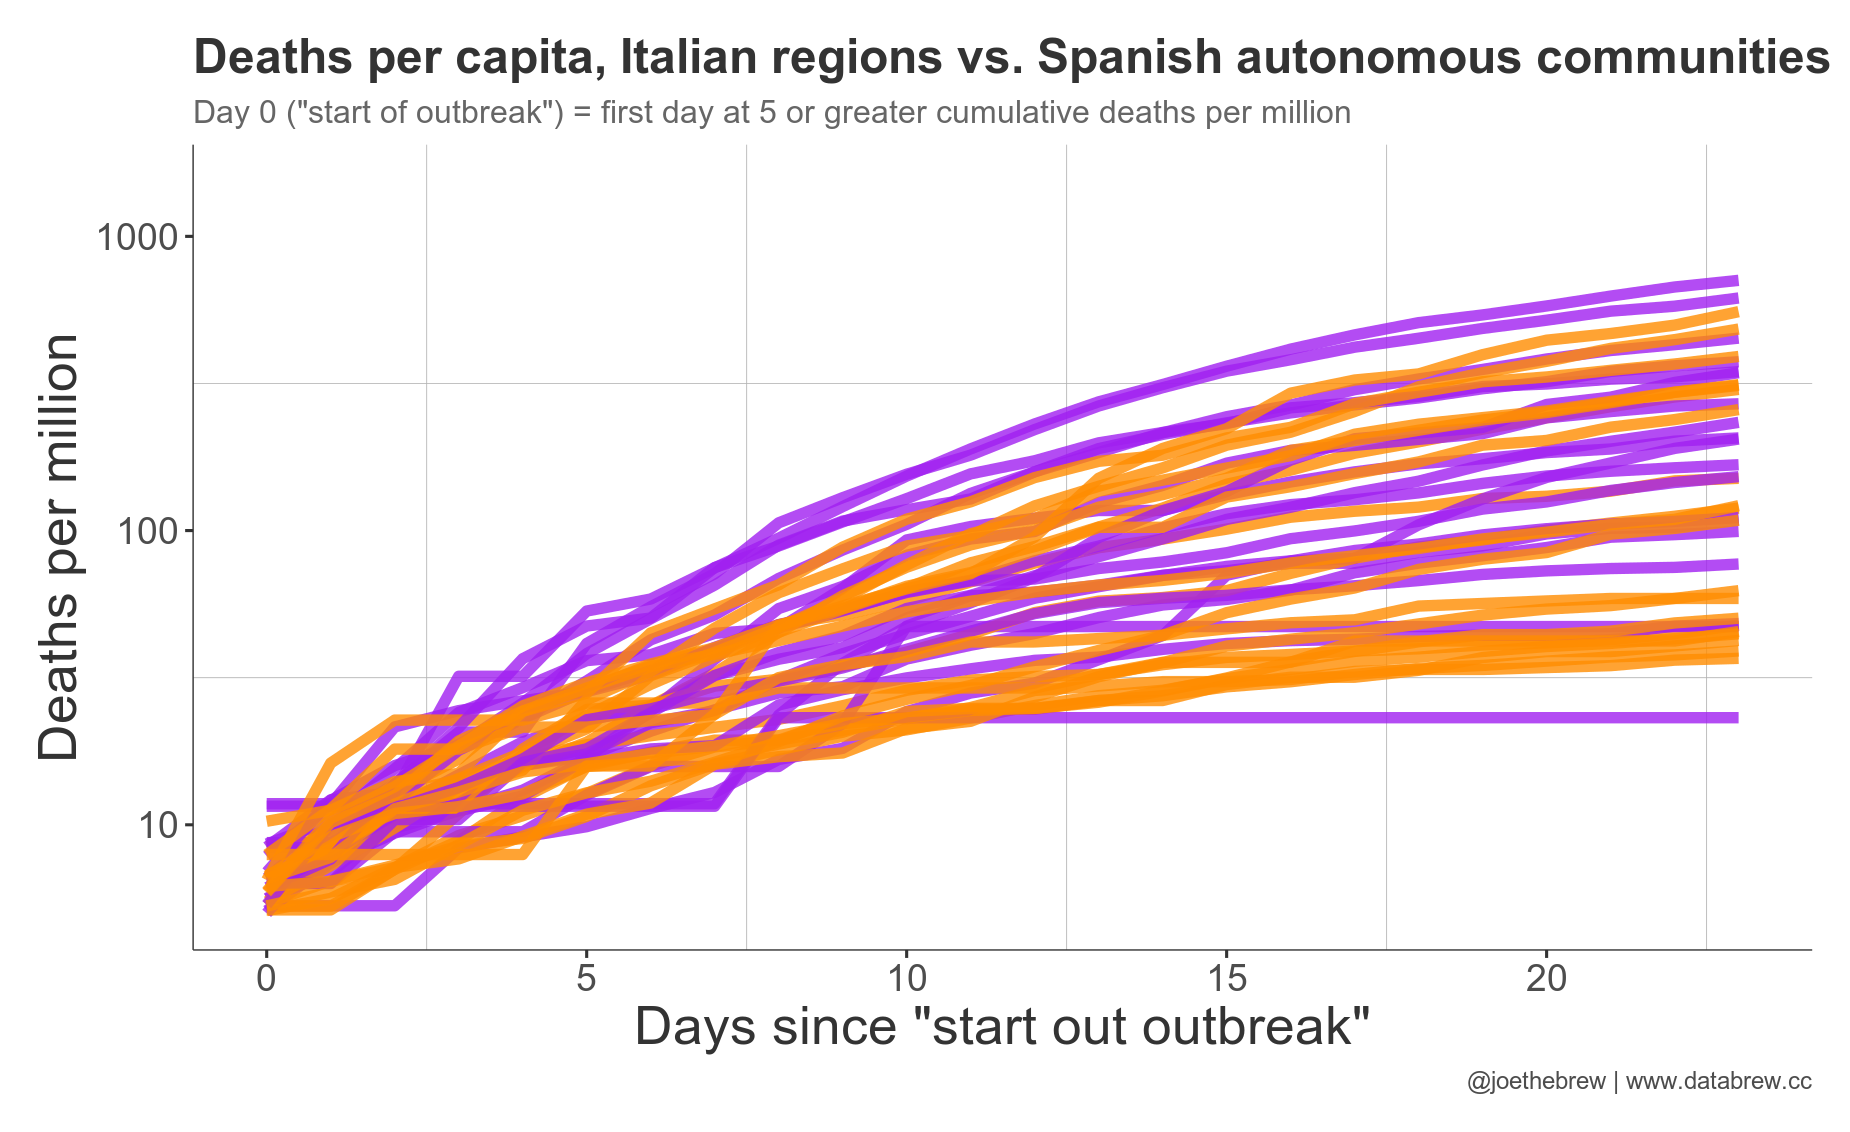 Deaths per capita, Italian regions vs. Spanish autonomous communities
Day 0 ("start of outbreak") = first day at 5 or greater cumulative deaths per million
Deaths per million
1000
100
10
0 5 10 15 20
Days since "start out outbreak"
@joethebrew | www.databrew.cc